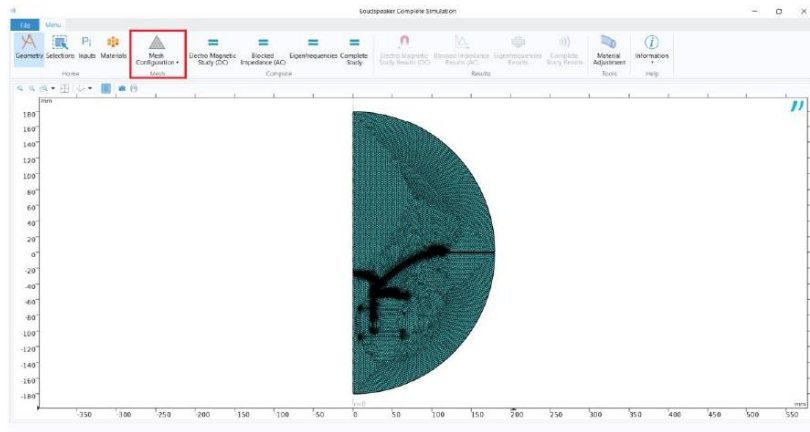 Loudspeaker Complete Simulation
File Menu
Geometry Selections Inputs Materials Mesh Configuration Electro Magnetic Study (DC) Blocked Impedance (AC) Eigenfrequencies Complete Study Electro Magnetic Study Results (DC) Blocked Impedance Results (AC) Eigenfrequencies Results Complete Study Results Material Adjustment Information
Pi
Home Mesh Compute Results Tools Help
mm
180
160
140
120
100
80
60
40
20
0
-20
-40
-60
-80
-100
-120
-140
-160
-180
r=0
mm
-350 -300 -250 -200 -150 -100 -50 0 50 100 150 200 250 300 350 400 450 500 550